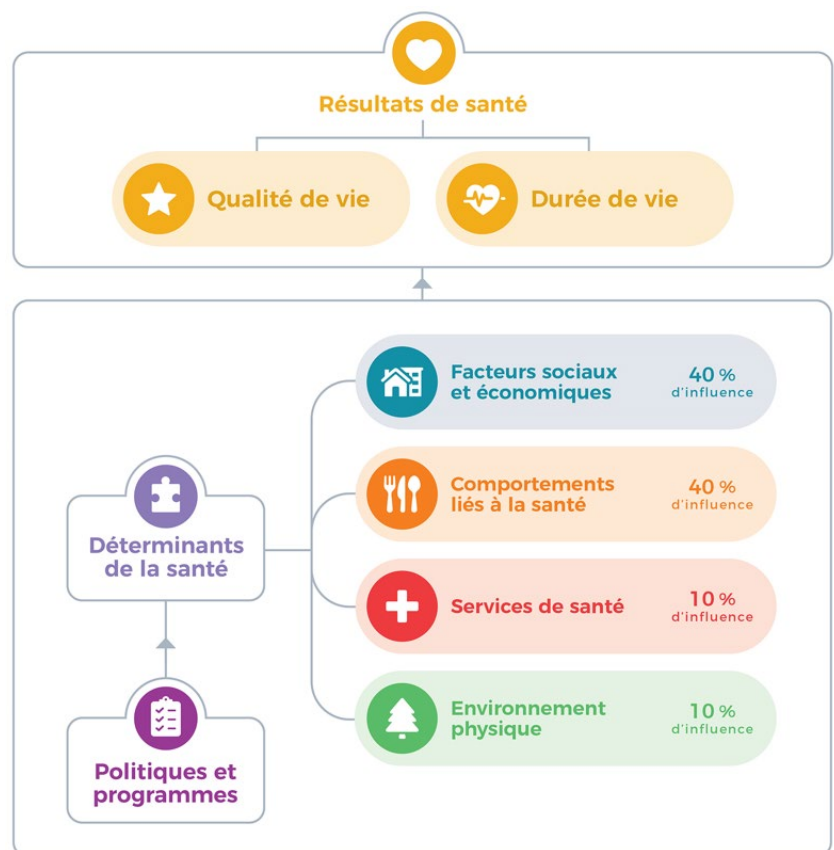 Résultats de santé
Qualité de vie
Durée de vie
Facteurs sociaux
et économiques
40 %
d'influence
Comportements
liés à la santé
40 %
d'influence
Déterminants
de la santé
Services de santé
10 %
d'influence
Environnement
physique
10 %
d'influence
Politiques et
programmes